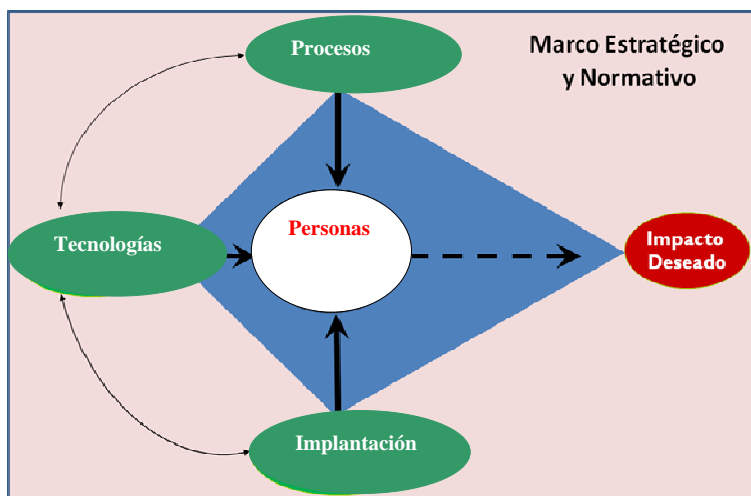 Procesos
Marco Estratégico
y Normativo
Tecnologías
Personas
Impacto
Deseado
Implantación